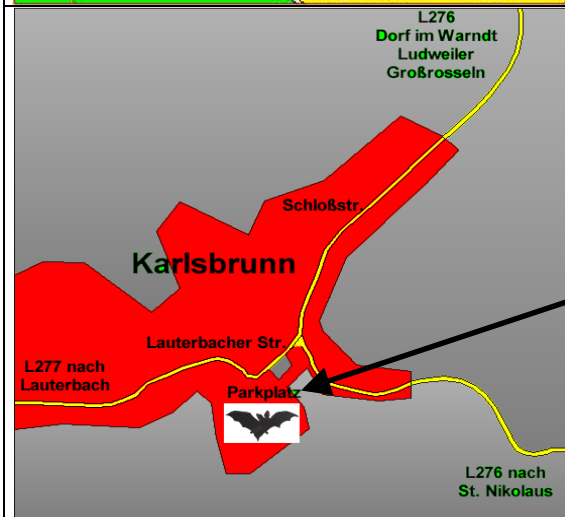 L276
Dorf im Warndt
Ludweiler
Großrosseln
Schloßstr.
Karlsbrunn
Lauterbacher Str.
L277 nach
Lauterbach
Parkplatz
L276 nach
St. Nikolaus